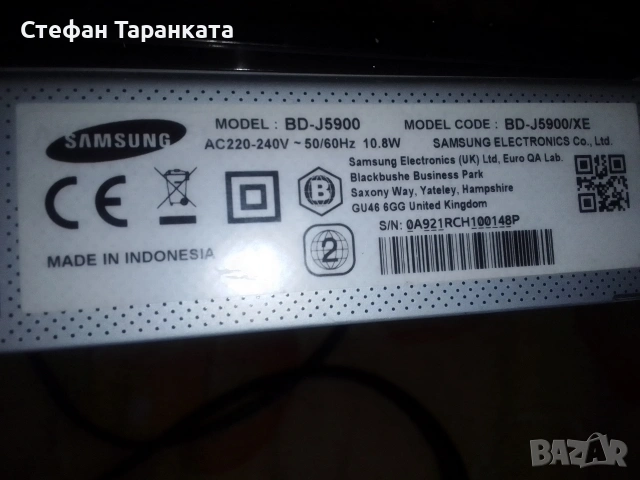 Стефан Таранката
SAMSUNG
MODEL : BD-J5900 MODEL CODE : BD-J5900/XE
AC220-240V ~ 50/60Hz 10.8W SAMSUNG ELECTRONICS Co., Ltd.
Samsung Electronics (UK) Ltd, Euro QA Lab.
Blackbushe Business Park
Saxony Way, Yateley, Hampshire
GU46 6GG United Kingdom
CE
B
S/N: 0A921RCH100148P
2
MADE IN INDONESIA
BAZAR